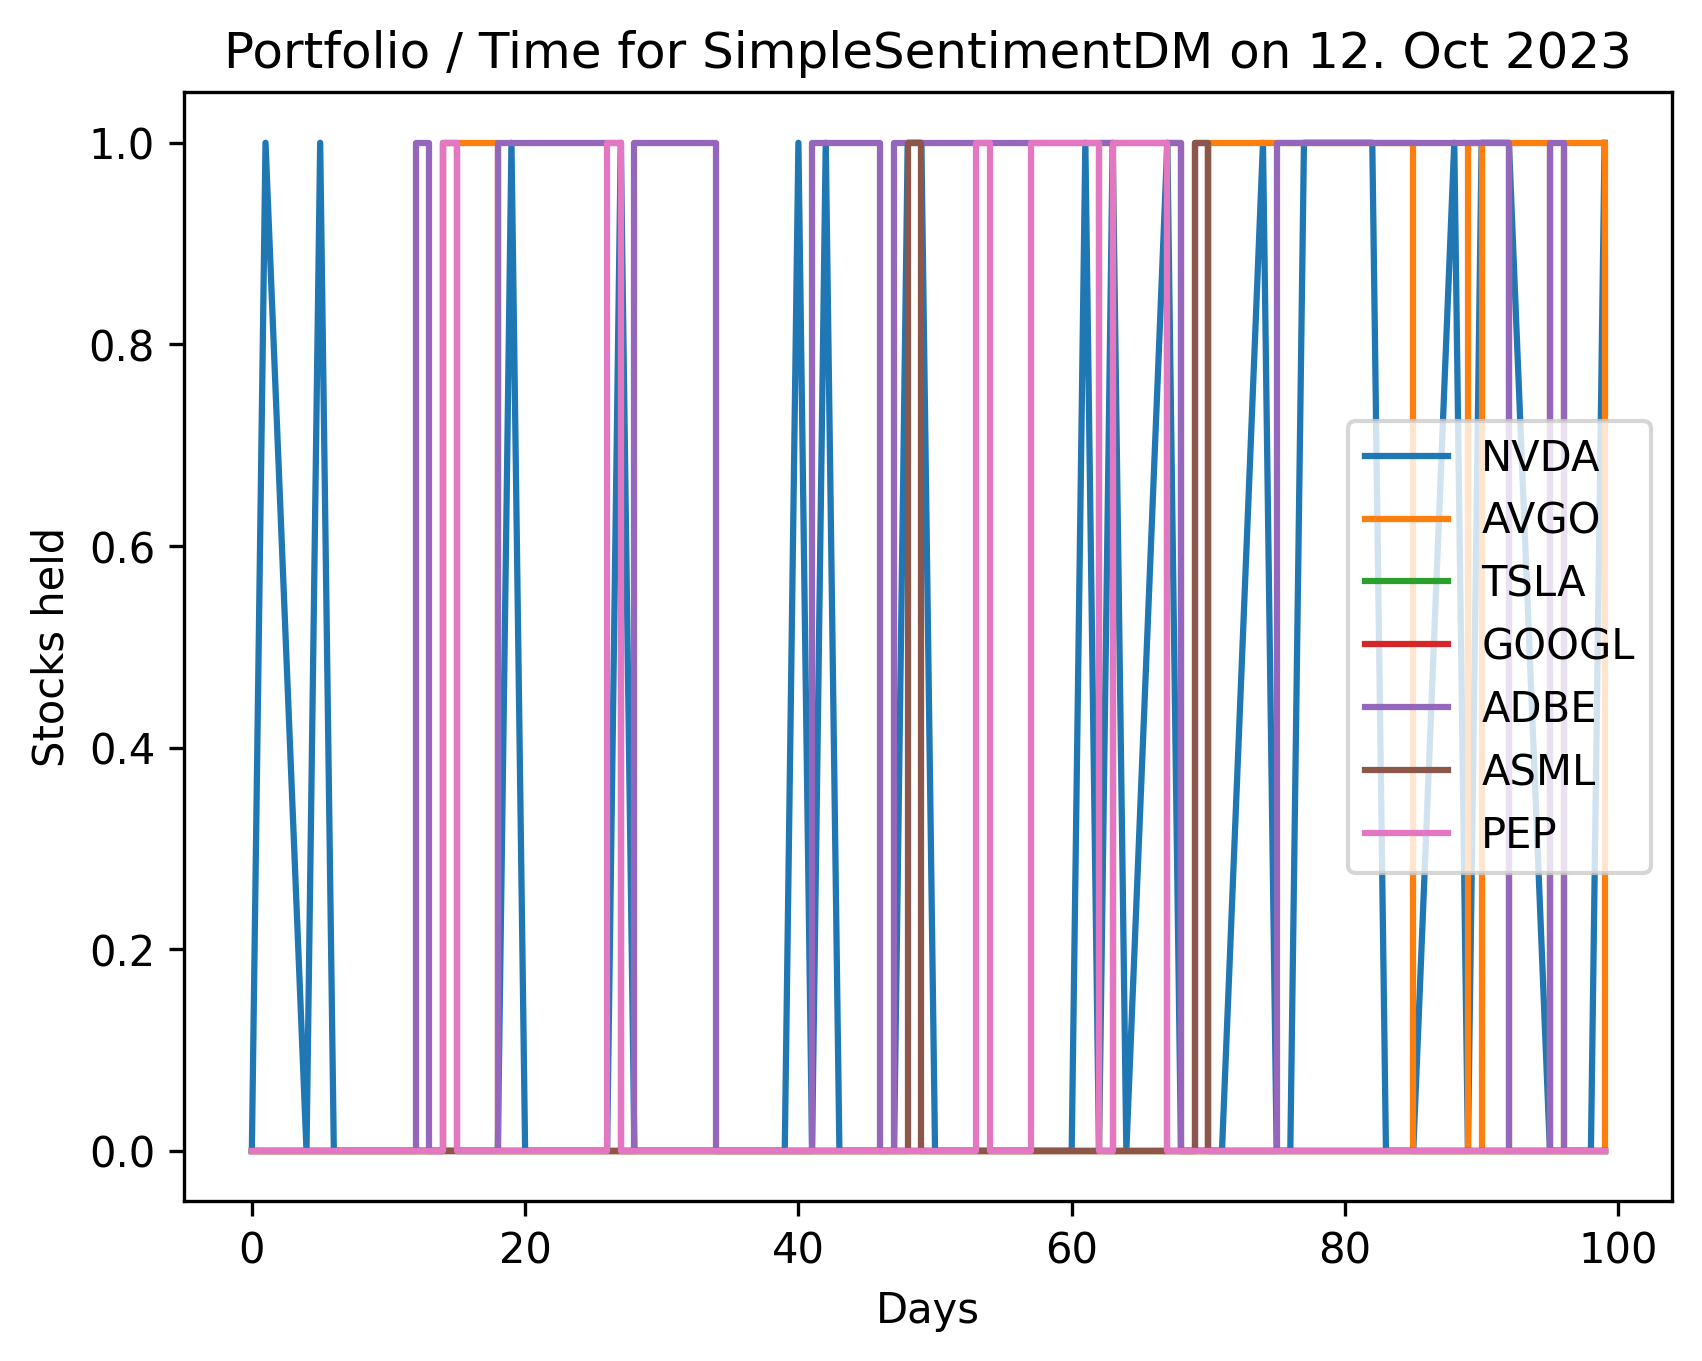 Portfolio / Time for SimpleSentimentDM on 12. Oct 2023
1.0
0.8
0.6
0.4
0.2
0.0
Stocks held
NVDA
AVGO
TSLA
GOOGL
ADBE
ASML
PEP
0 20 40 60 80 100
Days